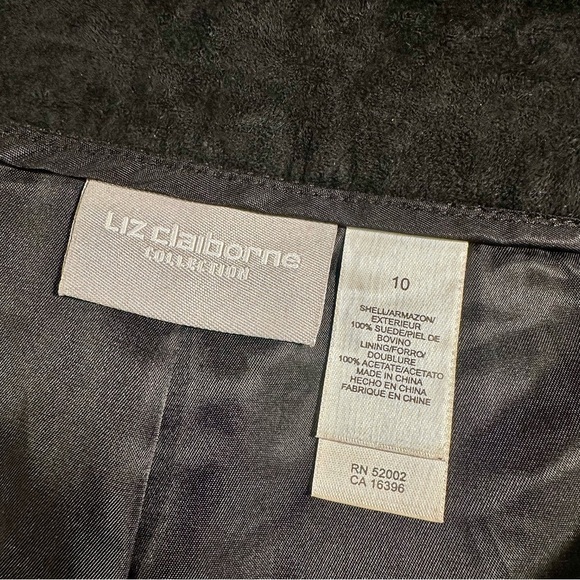 Liz claiborne
COLLECTION
10
SHELL/ARMAZON/
EXTERIEUR
100% SUEDE/PIEL DE
BOVINO
LINING/FORRO/
DOUBLURE
100% ACETATE/ACETATO
MADE IN CHINA
HECHO EN CHINA
FABRIQUE EN CHINE
RN 52002
CA 16396